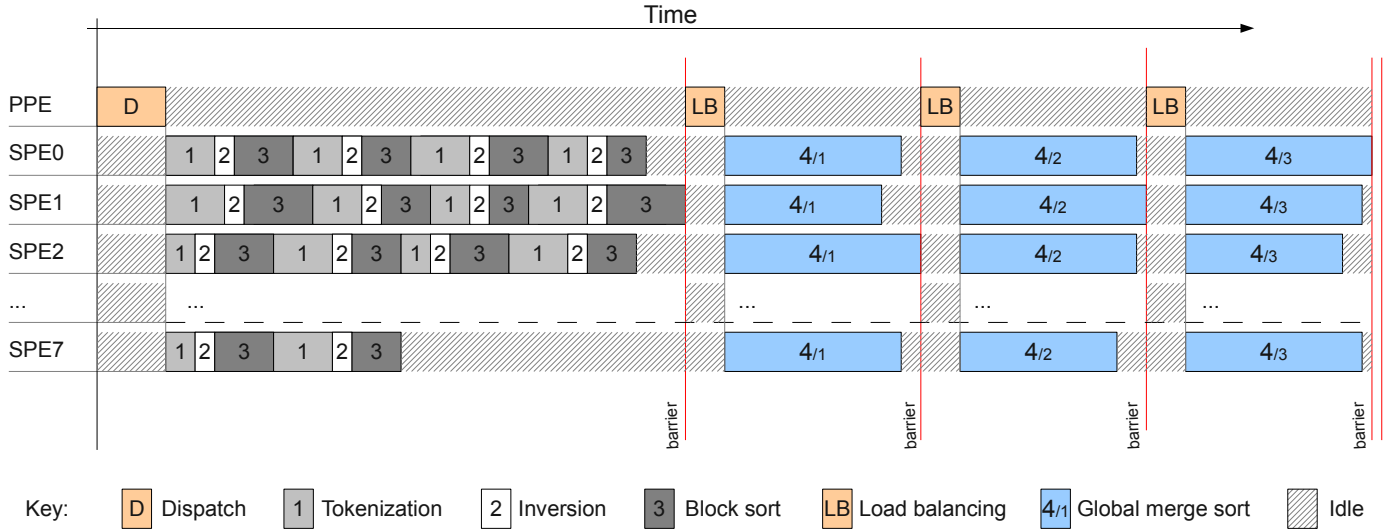 Time
PPE D LB LB LB
SPE0 1 2 3 1 2 3 1 2 3 1 2 3 4/1 4/2 4/3
SPE1 1 2 3 1 2 3 1 2 3 1 2 3 4/1 4/2 4/3
SPE2 1 2 3 1 2 3 1 2 3 1 2 3 4/1 4/2 4/3
... ... ... ... ...
SPE7 1 2 3 1 2 3 4/1 4/2 4/3
barrier barrier barrier barrier
Key: D Dispatch 1 Tokenization 2 Inversion 3 Block sort LB Load balancing 4/1 Global merge sort Idle